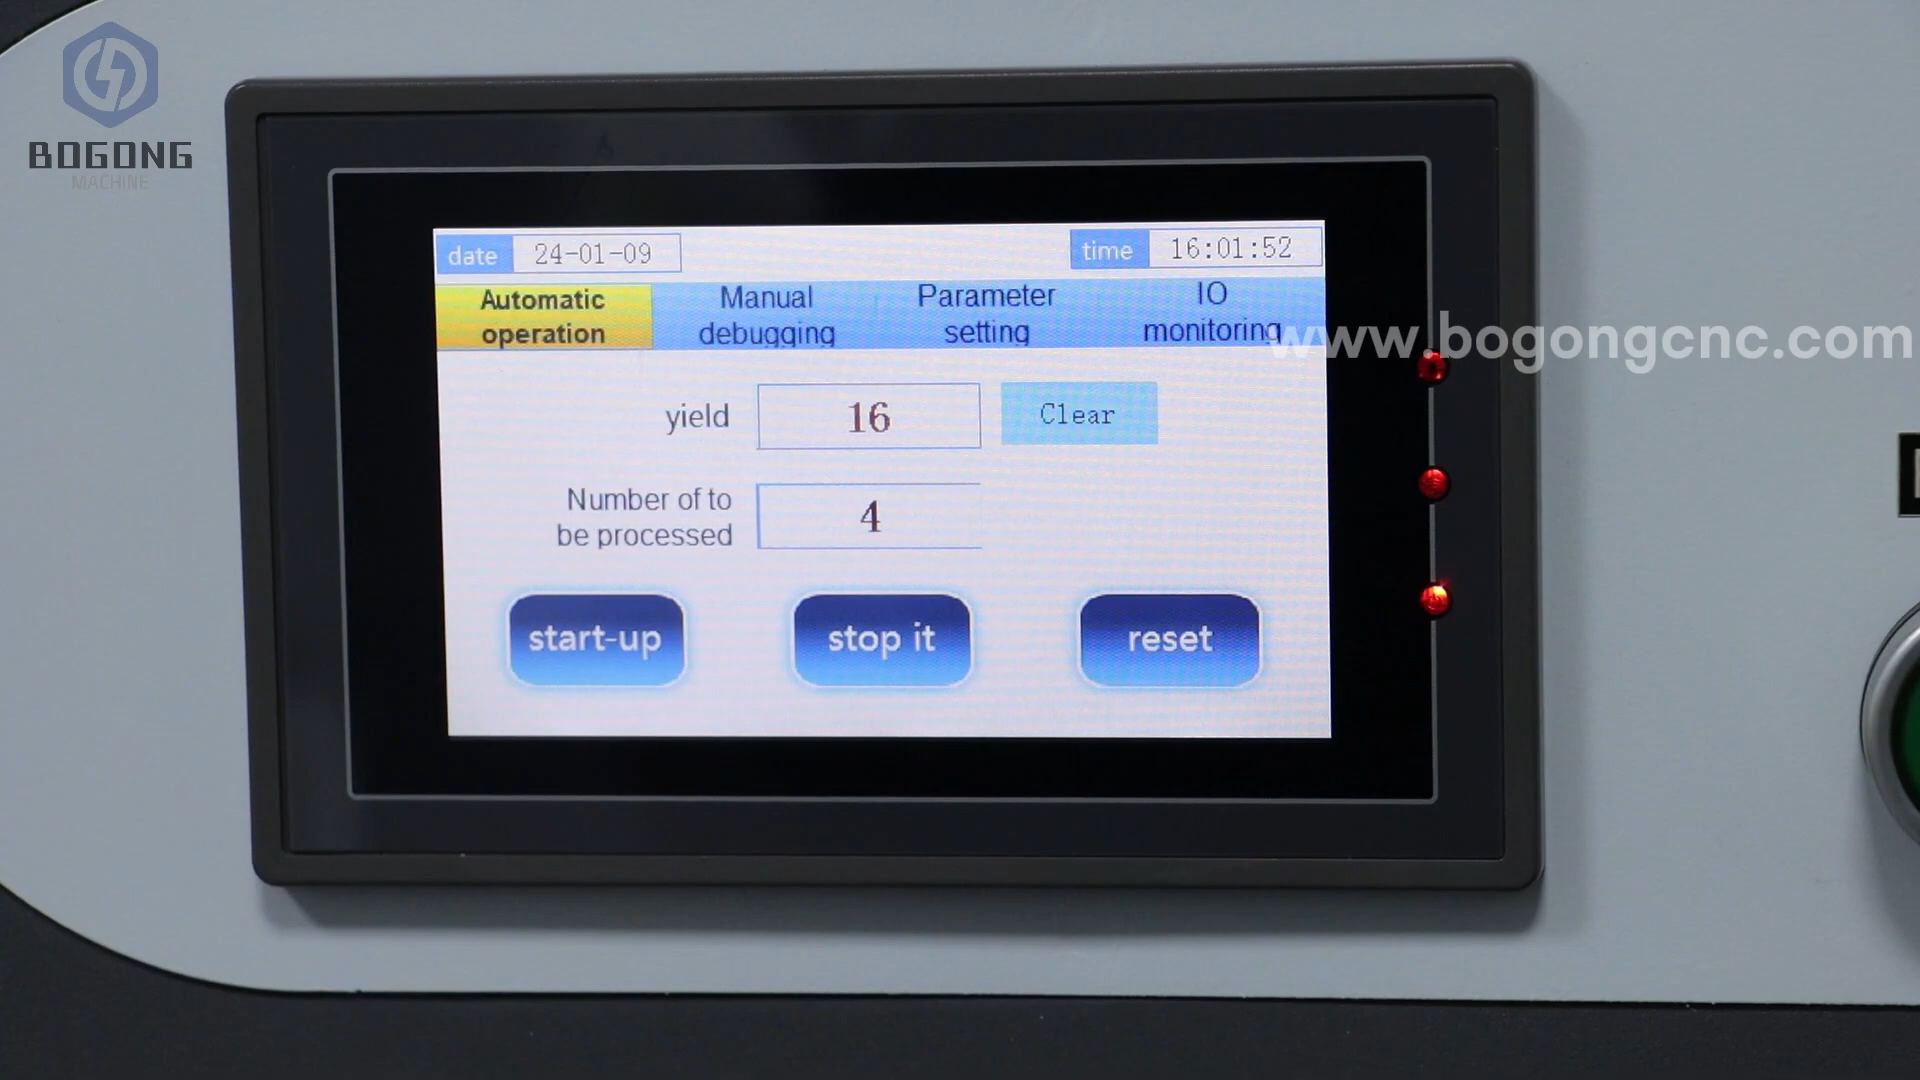 BOGONG
MACHINE
date 24-01-09 time 16:01:52
Automatic operation
Manual debugging
Parameter setting
IO monitoring
www.bogongcnc.com
yield 16 Clear
Number of to
be processed 4
start-up stop it reset